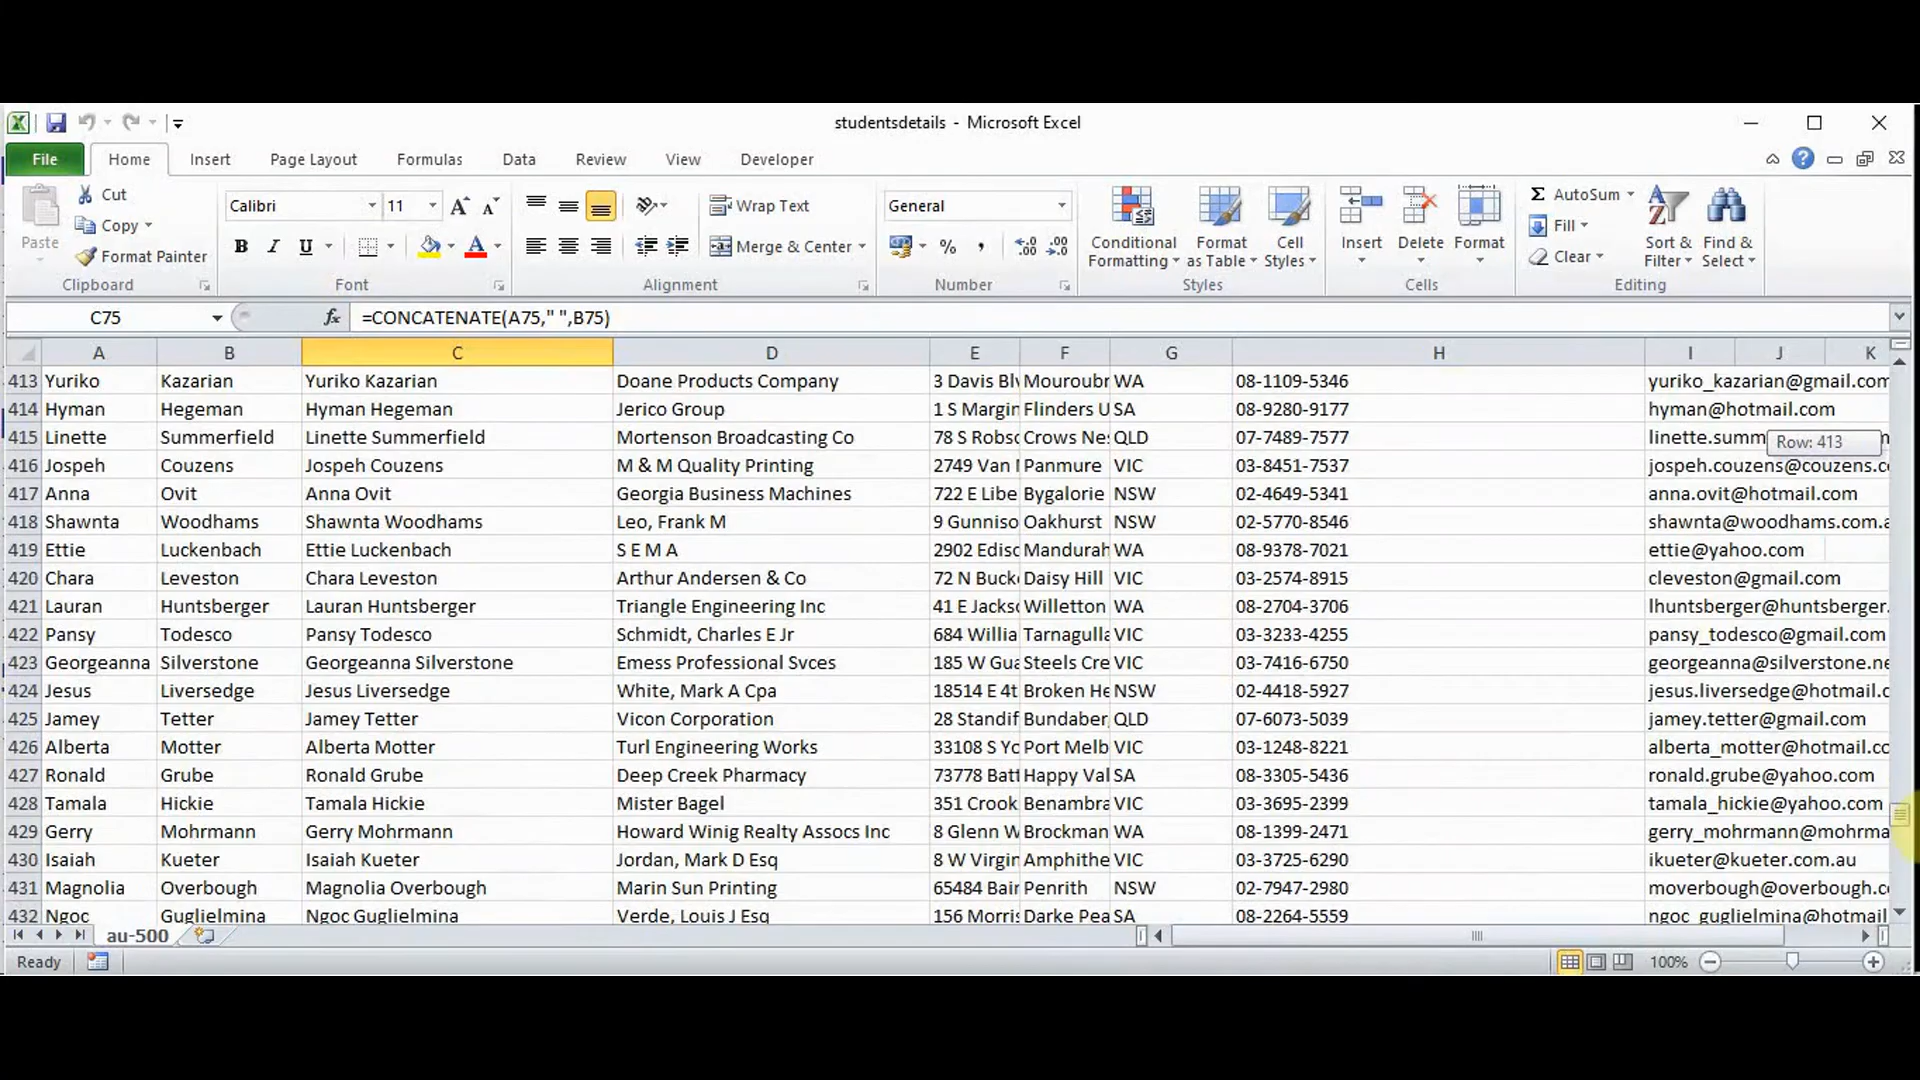 studentsdetails - Microsoft Excel
File Home Insert Page Layout Formulas Data Review View Developer
Paste Cut Copy Format Painter Clipboard
Calibri 11 B I U Font
Wrap Text Merge & Center Alignment
General % , Number
Conditional Formatting Format as Table Cell Styles Styles
Insert Delete Format Cells
Σ AutoSum Fill Clear Sort & Filter Find & Select Editing
C75 fx =CONCATENATE(A75," ",B75)
A B C D E F G H I J K
413 Yuriko Kazarian Yuriko Kazarian Doane Products Company 3 Davis Blv Mouroubr WA 08-1109-5346 yuriko_kazarian@gmail.com
414 Hyman Hegeman Hyman Hegeman Jerico Group 1 S Margin Flinders U SA 08-9280-9177 hyman@hotmail.com
415 Linette Summerfield Linette Summerfield Mortenson Broadcasting Co 78 S Robsc Crows Nes QLD 07-7489-7577 linette.summ
Row: 413
416 Jospeh Couzens Jospeh Couzens M & M Quality Printing 2749 Van Panmure VIC 03-8451-7537 jospeh.couzens@couzens.c
417 Anna Ovit Anna Ovit Georgia Business Machines 722 E Libe Bygalorie NSW 02-4649-5341 anna.ovit@hotmail.com
418 Shawnta Woodhams Shawnta Woodhams Leo, Frank M 9 Gunniso Oakhurst NSW 02-5770-8546 shawnta@woodhams.com.a
419 Ettie Luckenbach Ettie Luckenbach S E M A 2902 Edisc Mandurah WA 08-9378-7021 ettie@yahoo.com
420 Chara Leveston Chara Leveston Arthur Andersen & Co 72 N Buck Daisy Hill VIC 03-2574-8915 cleveston@gmail.com
421 Lauran Huntsberger Lauran Huntsberger Triangle Engineering Inc 41 E Jacksc Willetton WA 08-2704-3706 lhuntsberger@huntsberger.
422 Pansy Todesco Pansy Todesco Schmidt, Charles E Jr 684 Willia Tarnagulla VIC 03-3233-4255 pansy_todesco@gmail.com
423 Georgeanna Silverstone Georgeanna Silverstone Emess Professional Svces 185 W Gua Steels Cre VIC 03-7416-6750 georgeanna@silverstone.ne
424 Jesus Liversedge Jesus Liversedge White, Mark A Cpa 18514 E 4t Broken He NSW 02-4418-5927 jesus.liversedge@hotmail.c
425 Jamey Tetter Jamey Tetter Vicon Corporation 28 Standif Bundaber QLD 07-6073-5039 jamey.tetter@gmail.com
426 Alberta Motter Alberta Motter Turl Engineering Works 33108 S Yo Port Melb VIC 03-1248-8221 alberta_motter@hotmail.co
427 Ronald Grube Ronald Grube Deep Creek Pharmacy 73778 Batt Happy Val SA 08-3305-5436 ronald.grube@yahoo.com
428 Tamala Hickie Tamala Hickie Mister Bagel 351 Crook Benambra VIC 03-3695-2399 tamala_hickie@yahoo.com
429 Gerry Mohrmann Gerry Mohrmann Howard Winig Realty Assocs Inc 8 Glenn W Brockman WA 08-1399-2471 gerry_mohrmann@mohrma
430 Isaiah Kueter Isaiah Kueter Jordan, Mark D Esq 8 W Virgin Amphithe VIC 03-3725-6290 ikueter@kueter.com.au
431 Magnolia Overbough Magnolia Overbough Marin Sun Printing 65484 Bair Penrith NSW 02-7947-2980 moverbough@overbough.c
432 Ngoc Guglielmina Ngoc Guglielmina Verde, Louis J Esq 156 Morris Darke Pea SA 08-2264-5559 ngoc_guglielmina@hotmail
au-500
Ready 100%